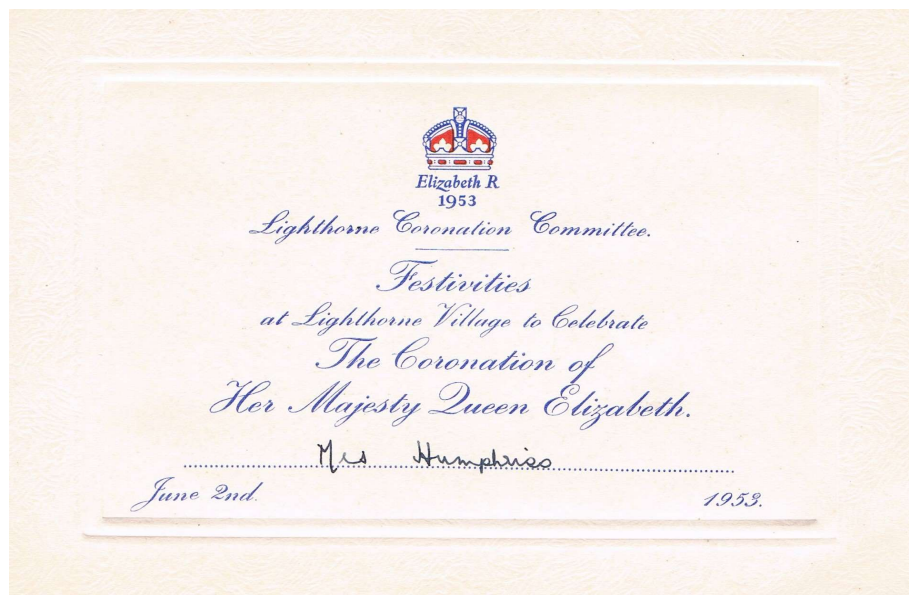 Elizabeth R
1953
Lighthorne Coronation Committee.
Festivities
at Lighthorne Village to Celebrate
The Coronation of
Her Majesty Queen Elizabeth.
Mrs Humphriss
June 2nd. 1953.